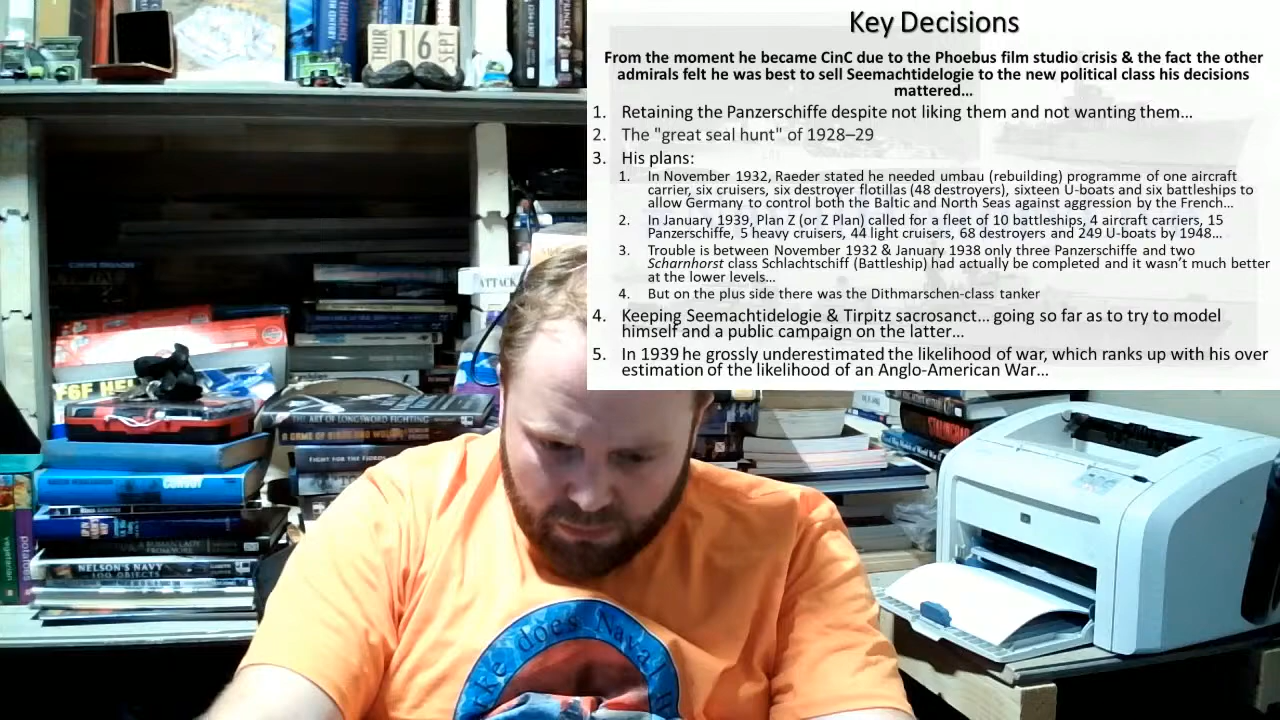 Key Decisions
From the moment he became CinC due to the Phoebus film studio crisis & the fact the other
admirals felt he was best to sell Seemachtidelogie to the new political class his decisions
mattered…
1. Retaining the Panzerschiffe despite not liking them and not wanting them…
2. The "great seal hunt" of 1928–29
3. His plans:
1. In November 1932, Raeder stated he needed umbau (rebuilding) programme of one aircraft
carrier, six cruisers, six destroyer flotillas (48 destroyers), sixteen U-boats and six battleships to
allow Germany to control both the Baltic and North Seas against aggression by the French…
2. In January 1939, Plan Z (or Z Plan) called for a fleet of 10 battleships, 4 aircraft carriers, 15
Panzerschiffe, 5 heavy cruisers, 44 light cruisers, 68 destroyers and 249 U-boats by 1948…
3. Trouble is between November 1932 & January 1938 only three Panzerschiffe and two
Scharnhorst class Schlachtschiff (Battleship) had actually be completed and it wasn't much better
at the lower levels…
4. But on the plus side there was the Dithmarschen-class tanker
4. Keeping Seemachtidelogie & Tirpitz sacrosanct… going so far as to try to model
himself and a public campaign on the latter…
5. In 1939 he grossly underestimated the likelihood of war, which ranks up with his over
estimation of the likelihood of an Anglo-American War…
THUR 16 SEPT
ATTACK
F6F HEL
THE ART OF LONGSWORD FIGHTING
FIGHT FOR THE FJORDS
CONVOY
NELSON'S NAVY
100 OBJECTS
vegetarian
potatoes
STALINGRAD
hp
does Naval